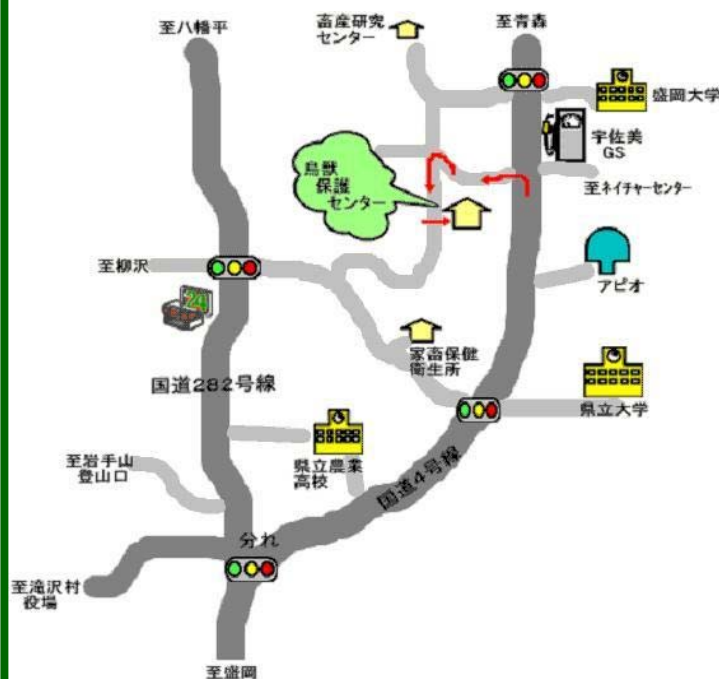 至八幡平
畜産研究
センター
至青森
盛岡大学
宇佐美
GS
鳥獣
保護
センター
至ネイチャーセンター
至柳沢
アピオ
24
家畜保健
衛生所
国道282号線
県立大学
至岩手山
登山口
県立農業
高校
国道4号線
分れ
至滝沢村
役場
至盛岡